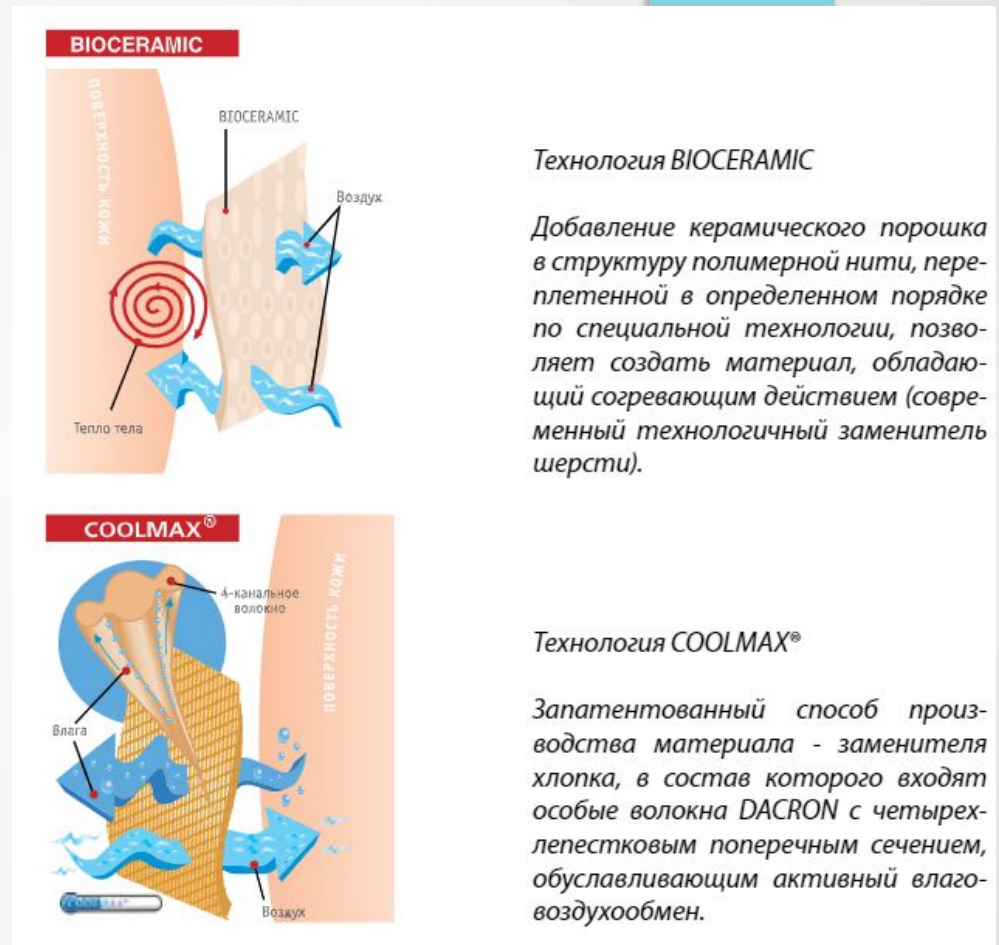 BIOCERAMIC
ПОВЕРХНОСТЬ КОЖИ
BIOCERAMIC
Воздух
Тепло тела
Технология BIOCERAMIC
Добавление керамического порошка
в структуру полимерной нити, пере-
плетенной в определенном порядке
по специальной технологии, позво-
ляет создать материал, обладаю-
щий согревающим действием (совре-
менный технологичный заменитель
шерсти).
COOLMAX®
4-канальное
волокно
ПОВЕРХНОСТЬ КОЖИ
Влага
Воздух
COOLMAX®
Технология COOLMAX®
Запатентованный способ произ-
водства материала - заменителя
хлопка, в состав которого входят
особые волокна DACRON с четырех-
лепестковым поперечным сечением,
обуславливающим активный влаго-
воздухообмен.